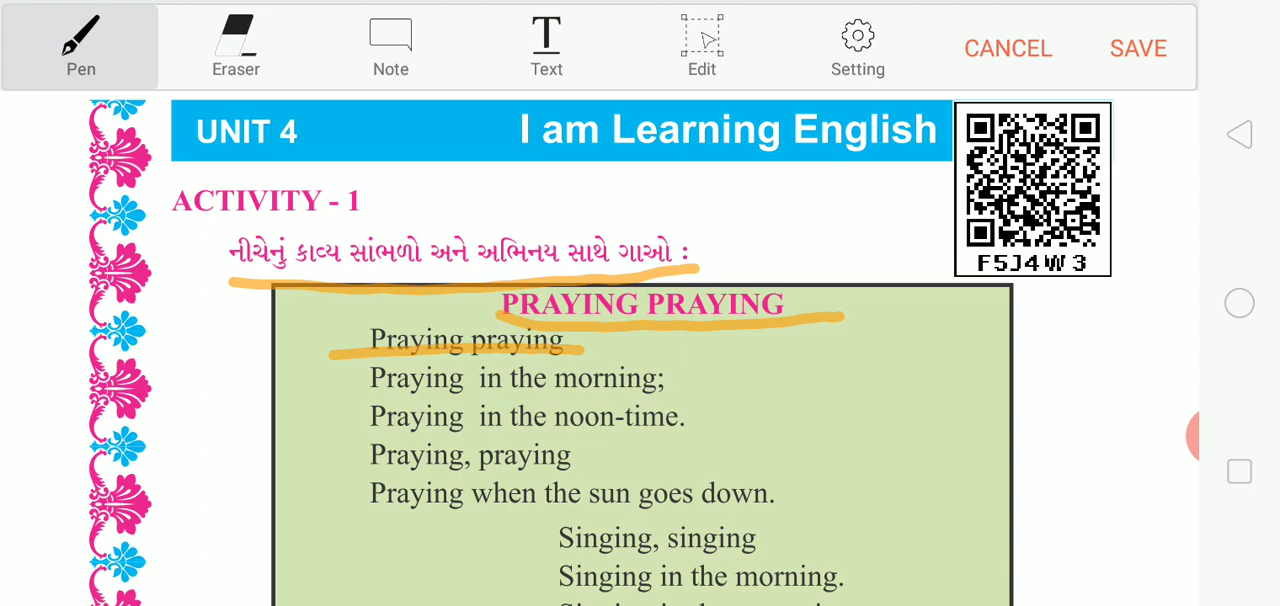 Pen
Eraser
Note
Text
Edit
Setting
CANCEL
SAVE
UNIT 4
I am Learning English
F5J4W3
ACTIVITY - 1
નીચેનું કાવ્ય સાંભળો અને અભિનય સાથે ગાઓ :
PRAYING PRAYING
Praying praying
Praying in the morning;
Praying in the noon-time.
Praying, praying
Praying when the sun goes down.
Singing, singing
Singing in the morning.